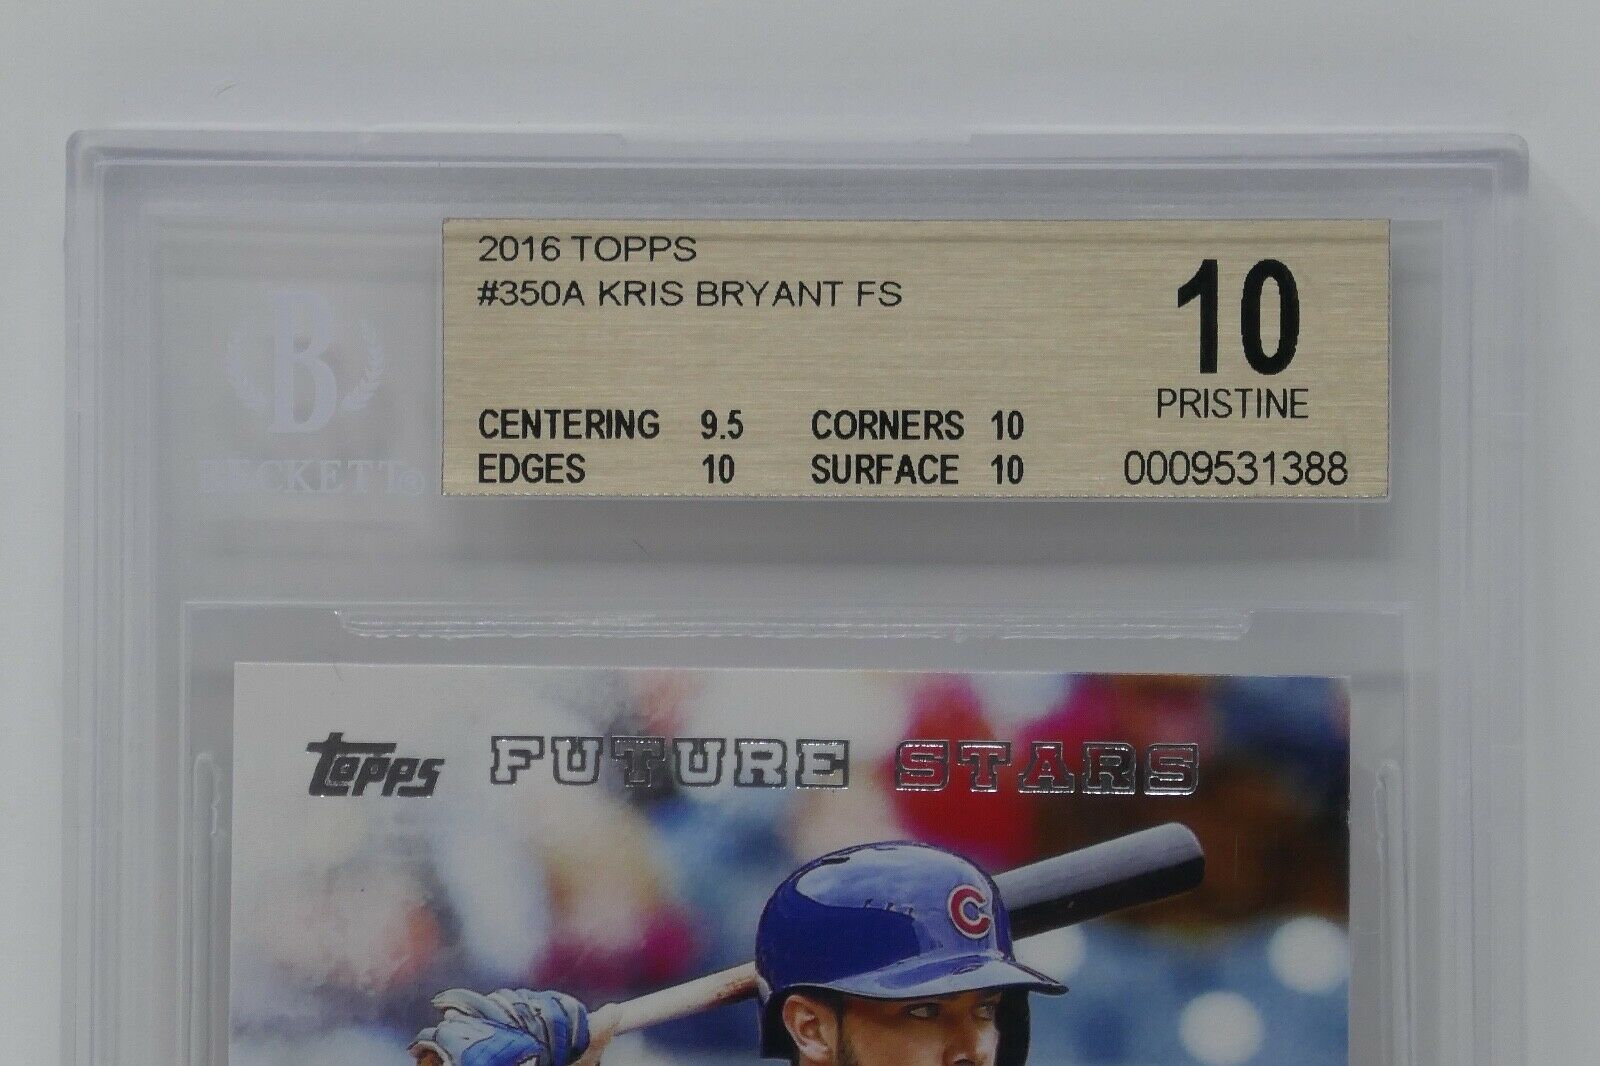 2016 TOPPS
#350A KRIS BRYANT FS
10
PRISTINE
CENTERING 9.5 CORNERS 10
EDGES 10 SURFACE 10
0009531388
B
BECKETT®
Topps FUTURE STARS
C